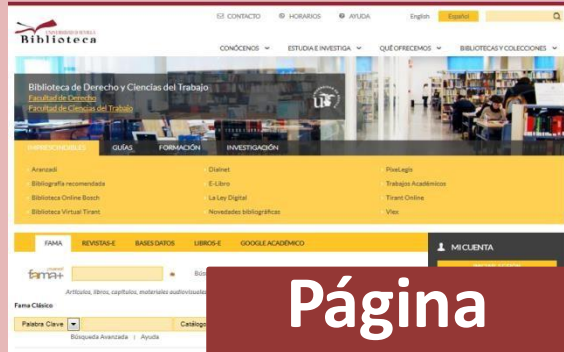 CONTACTO HORARIOS AYUDA English Español
UNIVERSIDAD D SEVILLA
Biblioteca
CONÓCENOS ESTUDIA E INVESTIGA QUÉ OFRECEMOS BIBLIOTECAS Y COLECCIONES
Biblioteca de Derecho y Ciencias del Trabajo
Facultad de Derecho
Facultad de Ciencias del Trabajo
IMPRESCINDIBLES GUÍAS FORMACIÓN INVESTIGACIÓN
Aranzadi Dialnet PixeLegis
Bibliografía recomendada E-Libro Trabajos Académicos
Biblioteca Online Bosch La Ley Digital Tirant Online
Biblioteca Virtual Tirant Novedades bibliográficas Vlex
FAMA REVISTAS-E BASES DATOS LIBROS-E GOOGLE ACADÉMICO
MI CUENTA
fama+
Artículos, libros, capítulos, materiales audiovisuales
Fama Clásico
Palabra Clave Catálogo
Búsqueda Avanzada | Ayuda
Página